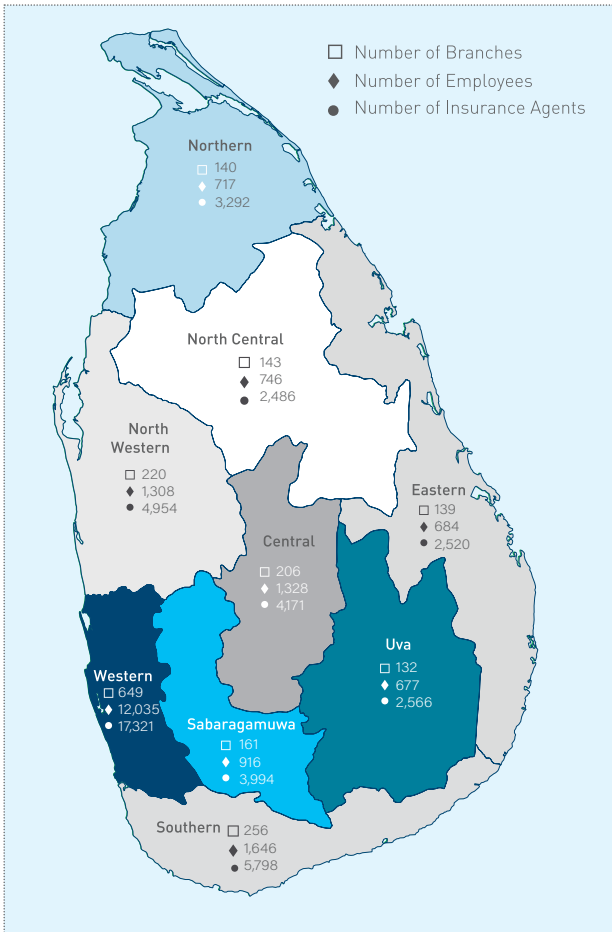 Number of Branches
Number of Employees
Number of Insurance Agents
Northern
140
717
3,292
North Central
143
746
2,486
North
Western
220
1,308
4,954
Eastern
139
684
2,520
Central
206
1,328
4,171
Uva
132
677
2,566
Western
649
12,035
17,321
Sabaragamuwa
161
916
3,994
Southern 256
1,646
5,798